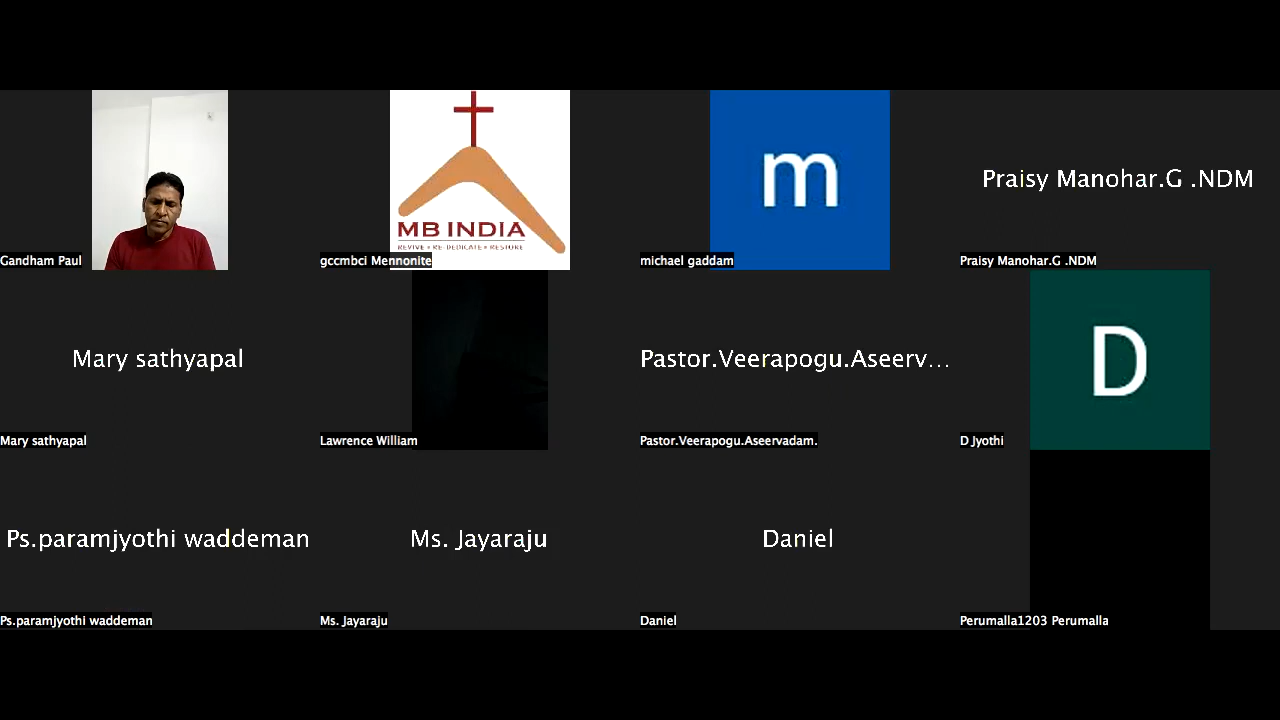 Gandham Paul
MB INDIA
REVIVE • RE-DEDICATE • RESTORE
gccmbci Mennonite
m
michael gaddam
Praisy Manohar.G .NDM
Praisy Manohar.G .NDM
Mary sathyapal
Mary sathyapal
Lawrence William
Pastor.Veerapogu.Aseerv...
Pastor.Veerapogu.Aseervadam.
D
D Jyothi
Ps.paramjyothi waddeman
Ps.paramjyothi waddeman
Ms. Jayaraju
Ms. Jayaraju
Daniel
Daniel
Perumalla1203 Perumalla